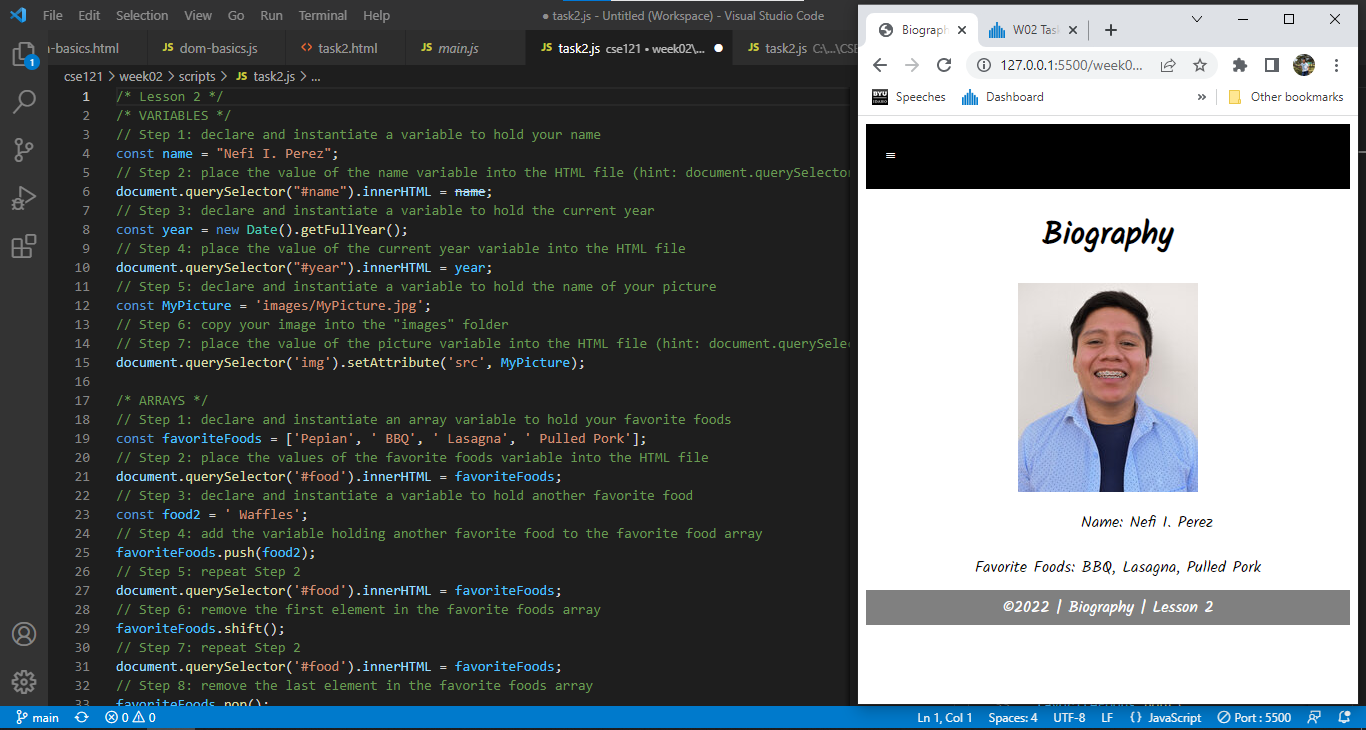 File Edit Selection View Go Run Terminal Help ● task2.js - Untitled (Workspace) - Visual Studio Code
1
-basics.html JS dom-basics.js <> task2.html JS main.js JS task2.js cse121 • week02\... ● JS task2.js C:\...\CSE
cse121 > week02 > scripts > JS task2.js > ...
1 /* Lesson 2 */
2 /* VARIABLES */
3 // Step 1: declare and instantiate a variable to hold your name
4 const name = "Nefi I. Perez";
5 // Step 2: place the value of the name variable into the HTML file (hint: document.querySelector
6 document.querySelector("#name").innerHTML = name;
7 // Step 3: declare and instantiate a variable to hold the current year
8 const year = new Date().getFullYear();
9 // Step 4: place the value of the current year variable into the HTML file
10 document.querySelector("#year").innerHTML = year;
11 // Step 5: declare and instantiate a variable to hold the name of your picture
12 const MyPicture = 'images/MyPicture.jpg';
13 // Step 6: copy your image into the "images" folder
14 // Step 7: place the value of the picture variable into the HTML file (hint: document.querySele
15 document.querySelector('img').setAttribute('src', MyPicture);
16
17 /* ARRAYS */
18 // Step 1: declare and instantiate an array variable to hold your favorite foods
19 const favoriteFoods = ['Pepian', ' BBQ', ' Lasagna', ' Pulled Pork'];
20 // Step 2: place the values of the favorite foods variable into the HTML file
21 document.querySelector('#food').innerHTML = favoriteFoods;
22 // Step 3: declare and instantiate a variable to hold another favorite food
23 const food2 = ' Waffles';
24 // Step 4: add the variable holding another favorite food to the favorite food array
25 favoriteFoods.push(food2);
26 // Step 5: repeat Step 2
27 document.querySelector('#food').innerHTML = favoriteFoods;
28 // Step 6: remove the first element in the favorite foods array
29 favoriteFoods.shift();
30 // Step 7: repeat Step 2
31 document.querySelector('#food').innerHTML = favoriteFoods;
32 // Step 8: remove the last element in the favorite foods array
33 favoriteFoods.pop();
main 0 0 Ln 1, Col 1 Spaces: 4 UTF-8 LF {} JavaScript Port : 5500
Biograph W02 Tas
127.0.0.1:5500/week0...
BYU IDAHO Speeches Dashboard » Other bookmarks
≡
Biography
Name: Nefi I. Perez
Favorite Foods: BBQ, Lasagna, Pulled Pork
©2022 | Biography | Lesson 2